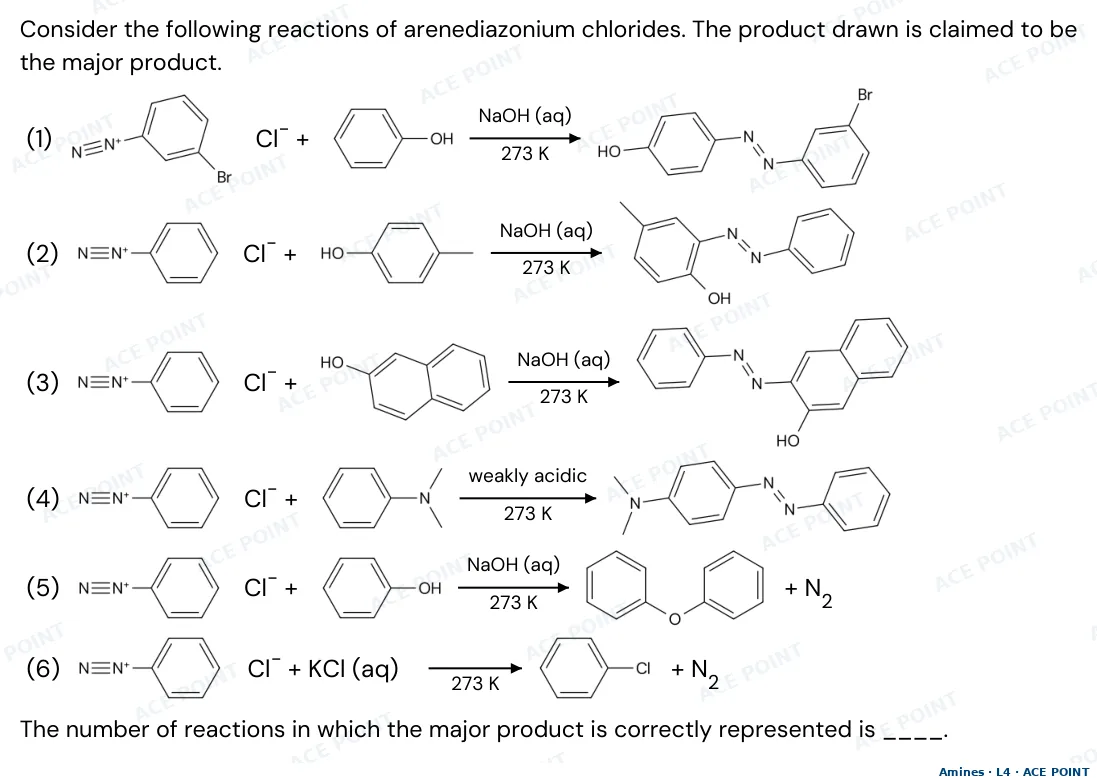 Consider the following reactions of arenediazonium chlorides. The product drawn is claimed to be
the major product.
(1) N≡N⁺ Br Cl⁻ + OH NaOH (aq) 273 K HO N N Br
(2) N≡N⁺ Cl⁻ + HO NaOH (aq) 273 K N N OH
(3) N≡N⁺ Cl⁻ + HO NaOH (aq) 273 K N N HO
(4) N≡N⁺ Cl⁻ + N weakly acidic 273 K N N N
(5) N≡N⁺ Cl⁻ + OH NaOH (aq) 273 K O + N₂
(6) N≡N⁺ Cl⁻ + KCl (aq) 273 K Cl + N₂
The number of reactions in which the major product is correctly represented is ____.
Amines · L4 · ACE POINT